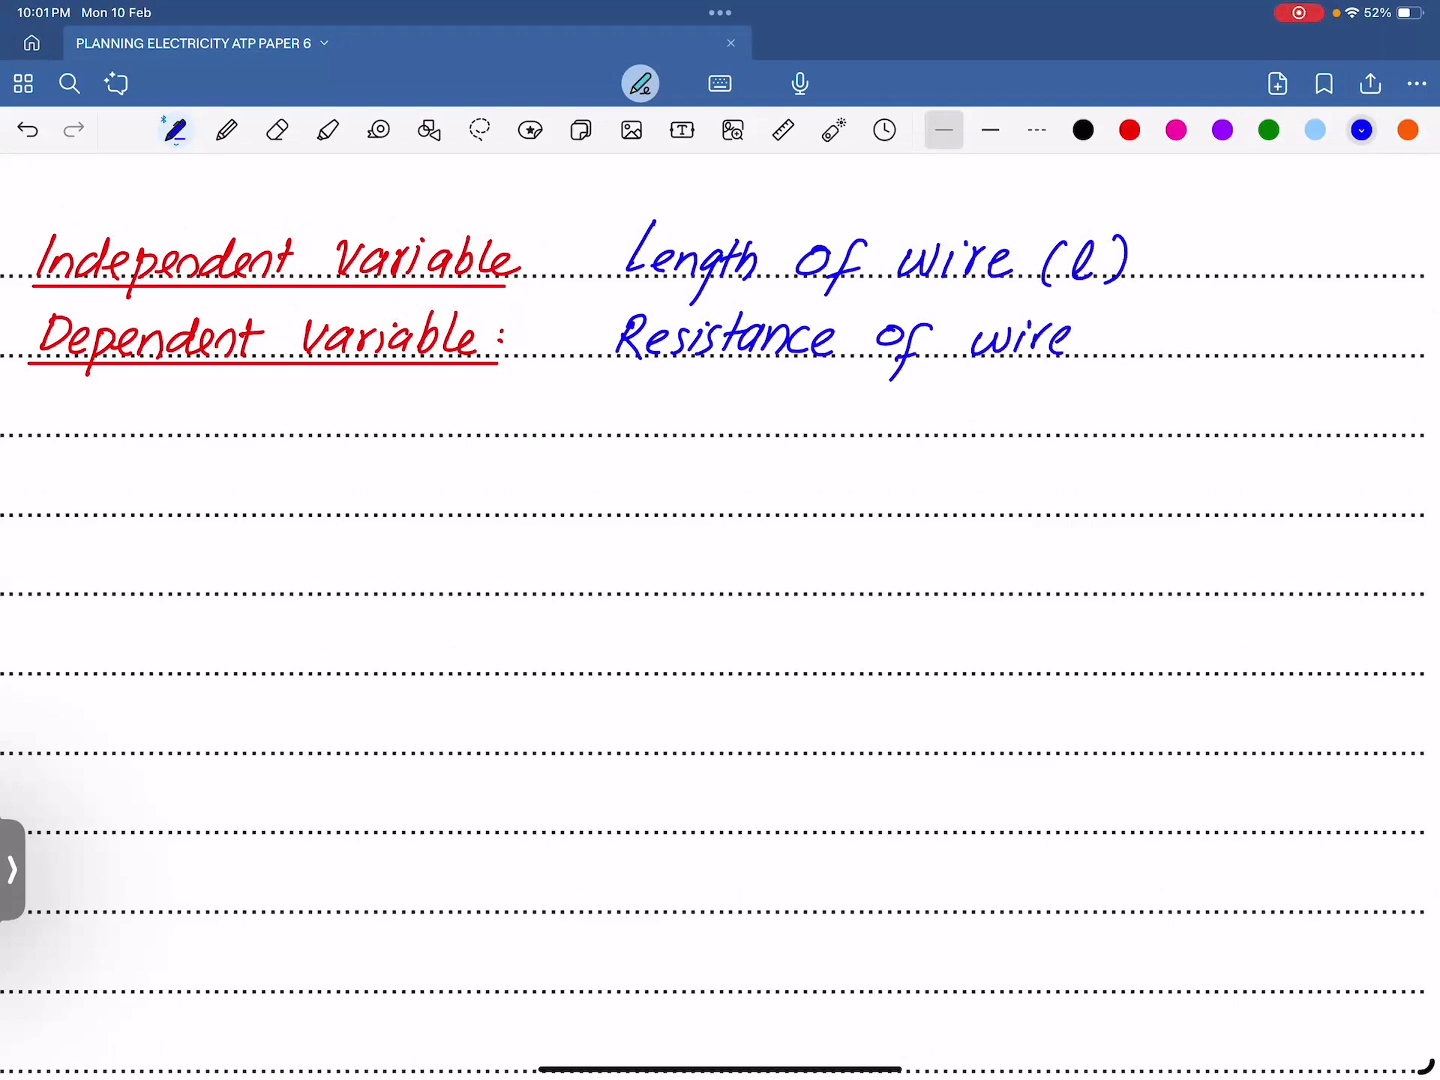 10:01 PM Mon 10 Feb
52%
PLANNING ELECTRICITY ATP PAPER 6
Independent Variable Length of wire (l)
Dependent Variable: Resistance of wire